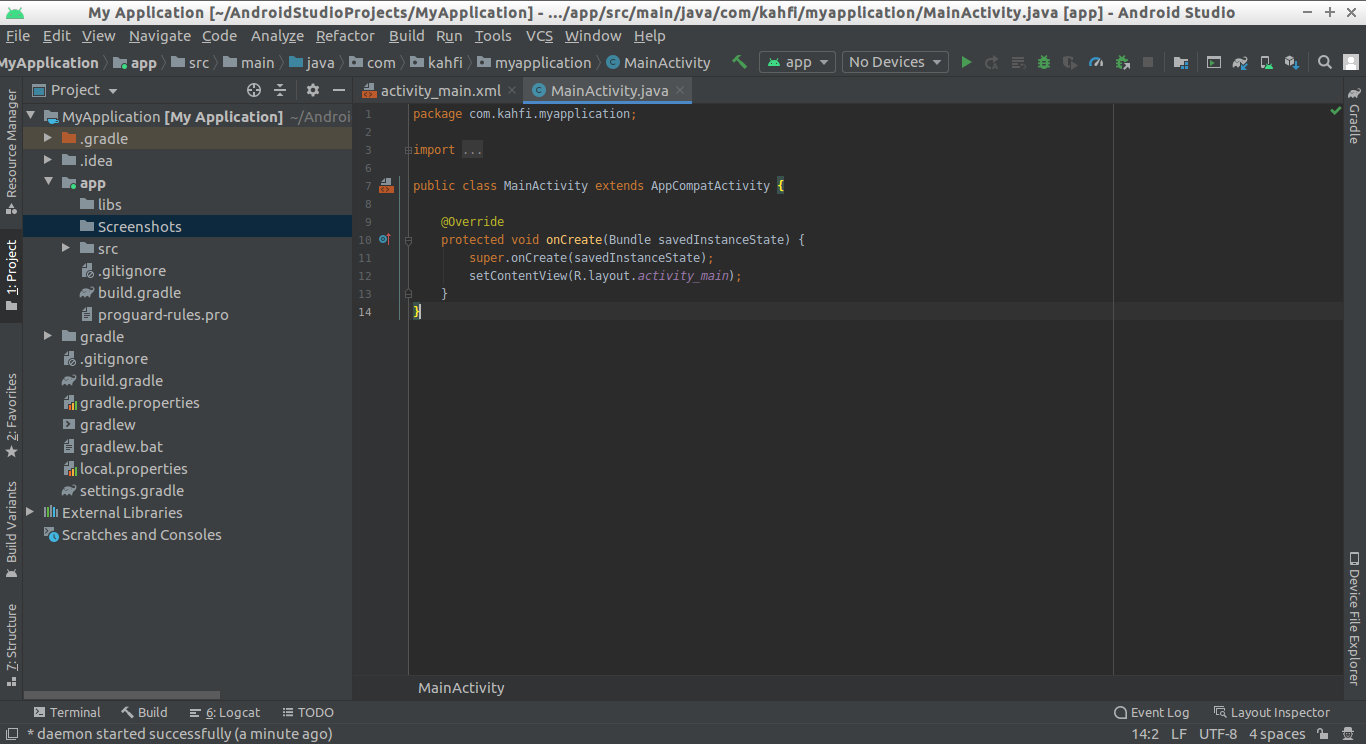 My Application [~/AndroidStudioProjects/MyApplication] - .../app/src/main/java/com/kahfi/myapplication/MainActivity.java [app] - Android Studio
File Edit View Navigate Code Analyze Refactor Build Run Tools VCS Window Help
MyApplication app src main java com kahfi myapplication MainActivity app No Devices
Project
activity_main.xml MainActivity.java
Resource Manager
1: Project
2: Favorites
Build Variants
7: Structure
MyApplication [My Application] ~/Androi
.gradle
.idea
app
libs
Screenshots
src
.gitignore
build.gradle
proguard-rules.pro
gradle
.gitignore
build.gradle
gradle.properties
gradlew
gradlew.bat
local.properties
settings.gradle
External Libraries
Scratches and Consoles
1 package com.kahfi.myapplication;
2
3 import ...
6
7 public class MainActivity extends AppCompatActivity {
8
9 @Override
10 protected void onCreate(Bundle savedInstanceState) {
11 super.onCreate(savedInstanceState);
12 setContentView(R.layout.activity_main);
13 }
14 }
MainActivity
Gradle
Device File Explorer
Terminal Build 6: Logcat TODO Event Log Layout Inspector
* daemon started successfully (a minute ago) 14:2 LF UTF-8 4 spaces